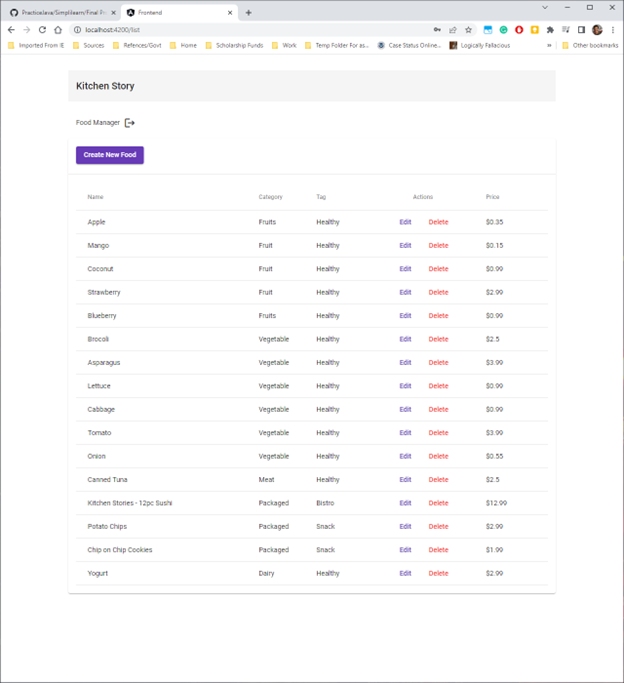 Practicejava/Simplilearn/Final Pr
Frontend
localhost:4200/list
Imported From IE Sources Refences/Govt Home Scholarship Funds Work Temp Folder For as... Case Status Online... Logically Fallacious » Other bookmarks
Kitchen Story
Food Manager
Create New Food
Name Category Tag Actions Price
Apple Fruits Healthy Edit Delete $0.35
Mango Fruit Healthy Edit Delete $0.15
Coconut Fruit Healthy Edit Delete $0.99
Strawberry Fruit Healthy Edit Delete $2.99
Blueberry Fruits Healthy Edit Delete $0.99
Brocoli Vegetable Healthy Edit Delete $2.5
Asparagus Vegetable Healthy Edit Delete $3.99
Lettuce Vegetable Healthy Edit Delete $0.99
Cabbage Vegetable Healthy Edit Delete $0.99
Tomato Vegetable Healthy Edit Delete $3.99
Onion Vegetable Healthy Edit Delete $0.55
Canned Tuna Meat Healthy Edit Delete $2.5
Kitchen Stories - 12pc Sushi Packaged Bistro Edit Delete $12.99
Potato Chips Packaged Snack Edit Delete $2.99
Chip on Chip Cookies Packaged Snack Edit Delete $1.99
Yogurt Dairy Healthy Edit Delete $2.99